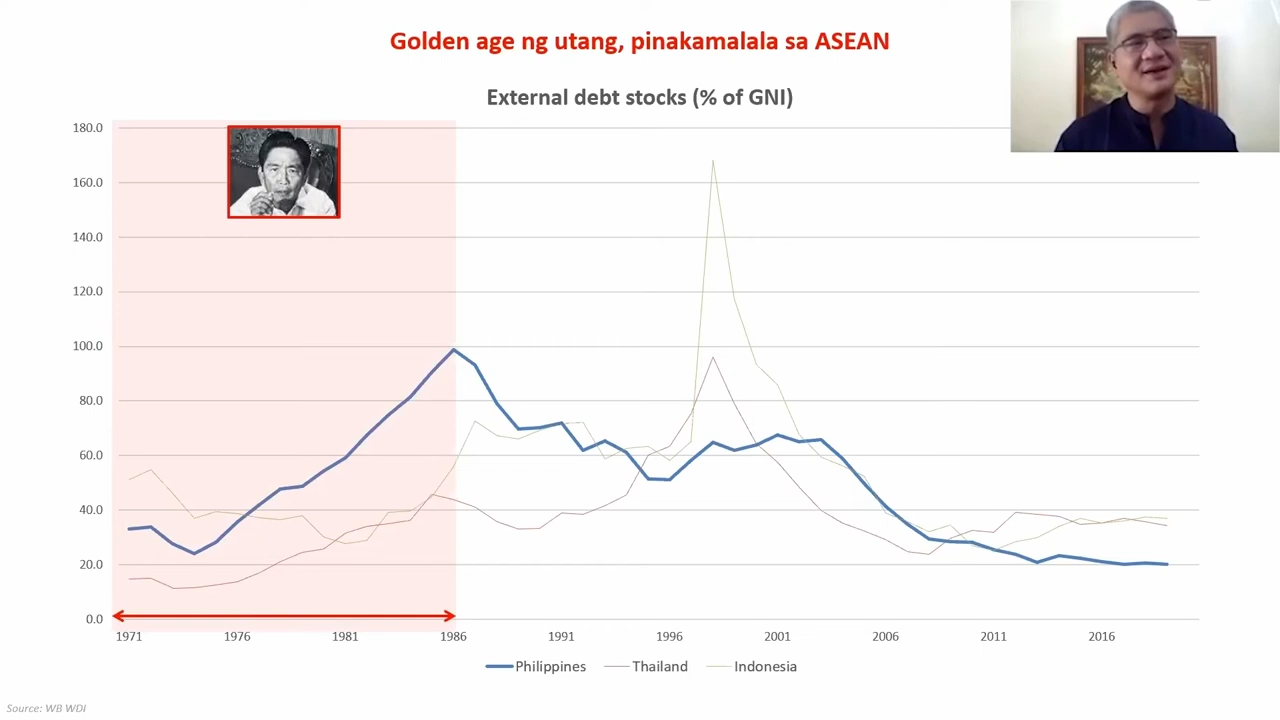 Golden age ng utang, pinakamalala sa ASEAN
External debt stocks (% of GNI)
180.0
160.0
140.0
120.0
100.0
80.0
60.0
40.0
20.0
0.0
1971 1976 1981 1986 1991 1996 2001 2006 2011 2016
Philippines Thailand Indonesia
Source: WB WDI